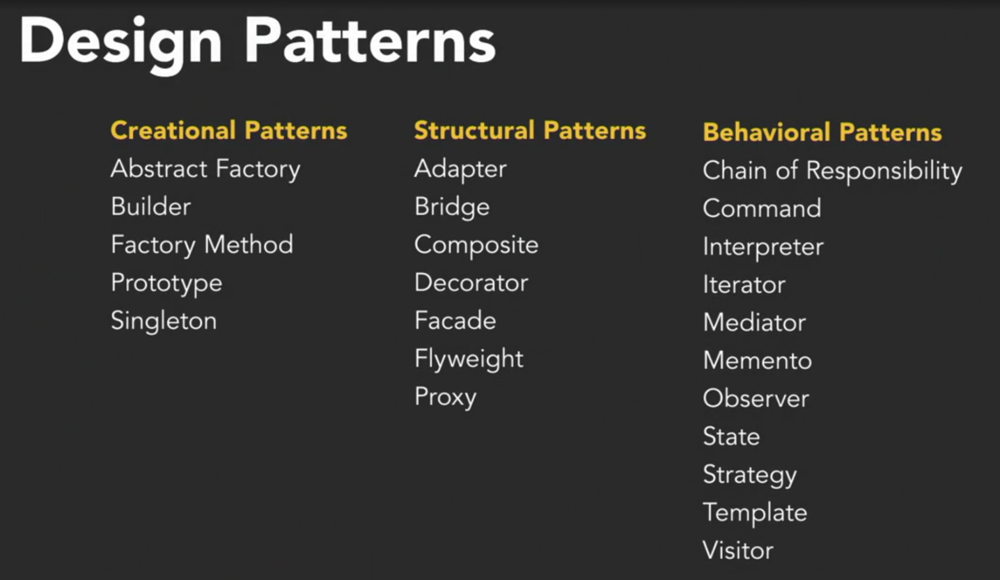 Design Patterns
Creational Patterns
Abstract Factory
Builder
Factory Method
Prototype
Singleton
Structural Patterns
Adapter
Bridge
Composite
Decorator
Facade
Flyweight
Proxy
Behavioral Patterns
Chain of Responsibility
Command
Interpreter
Iterator
Mediator
Memento
Observer
State
Strategy
Template
Visitor